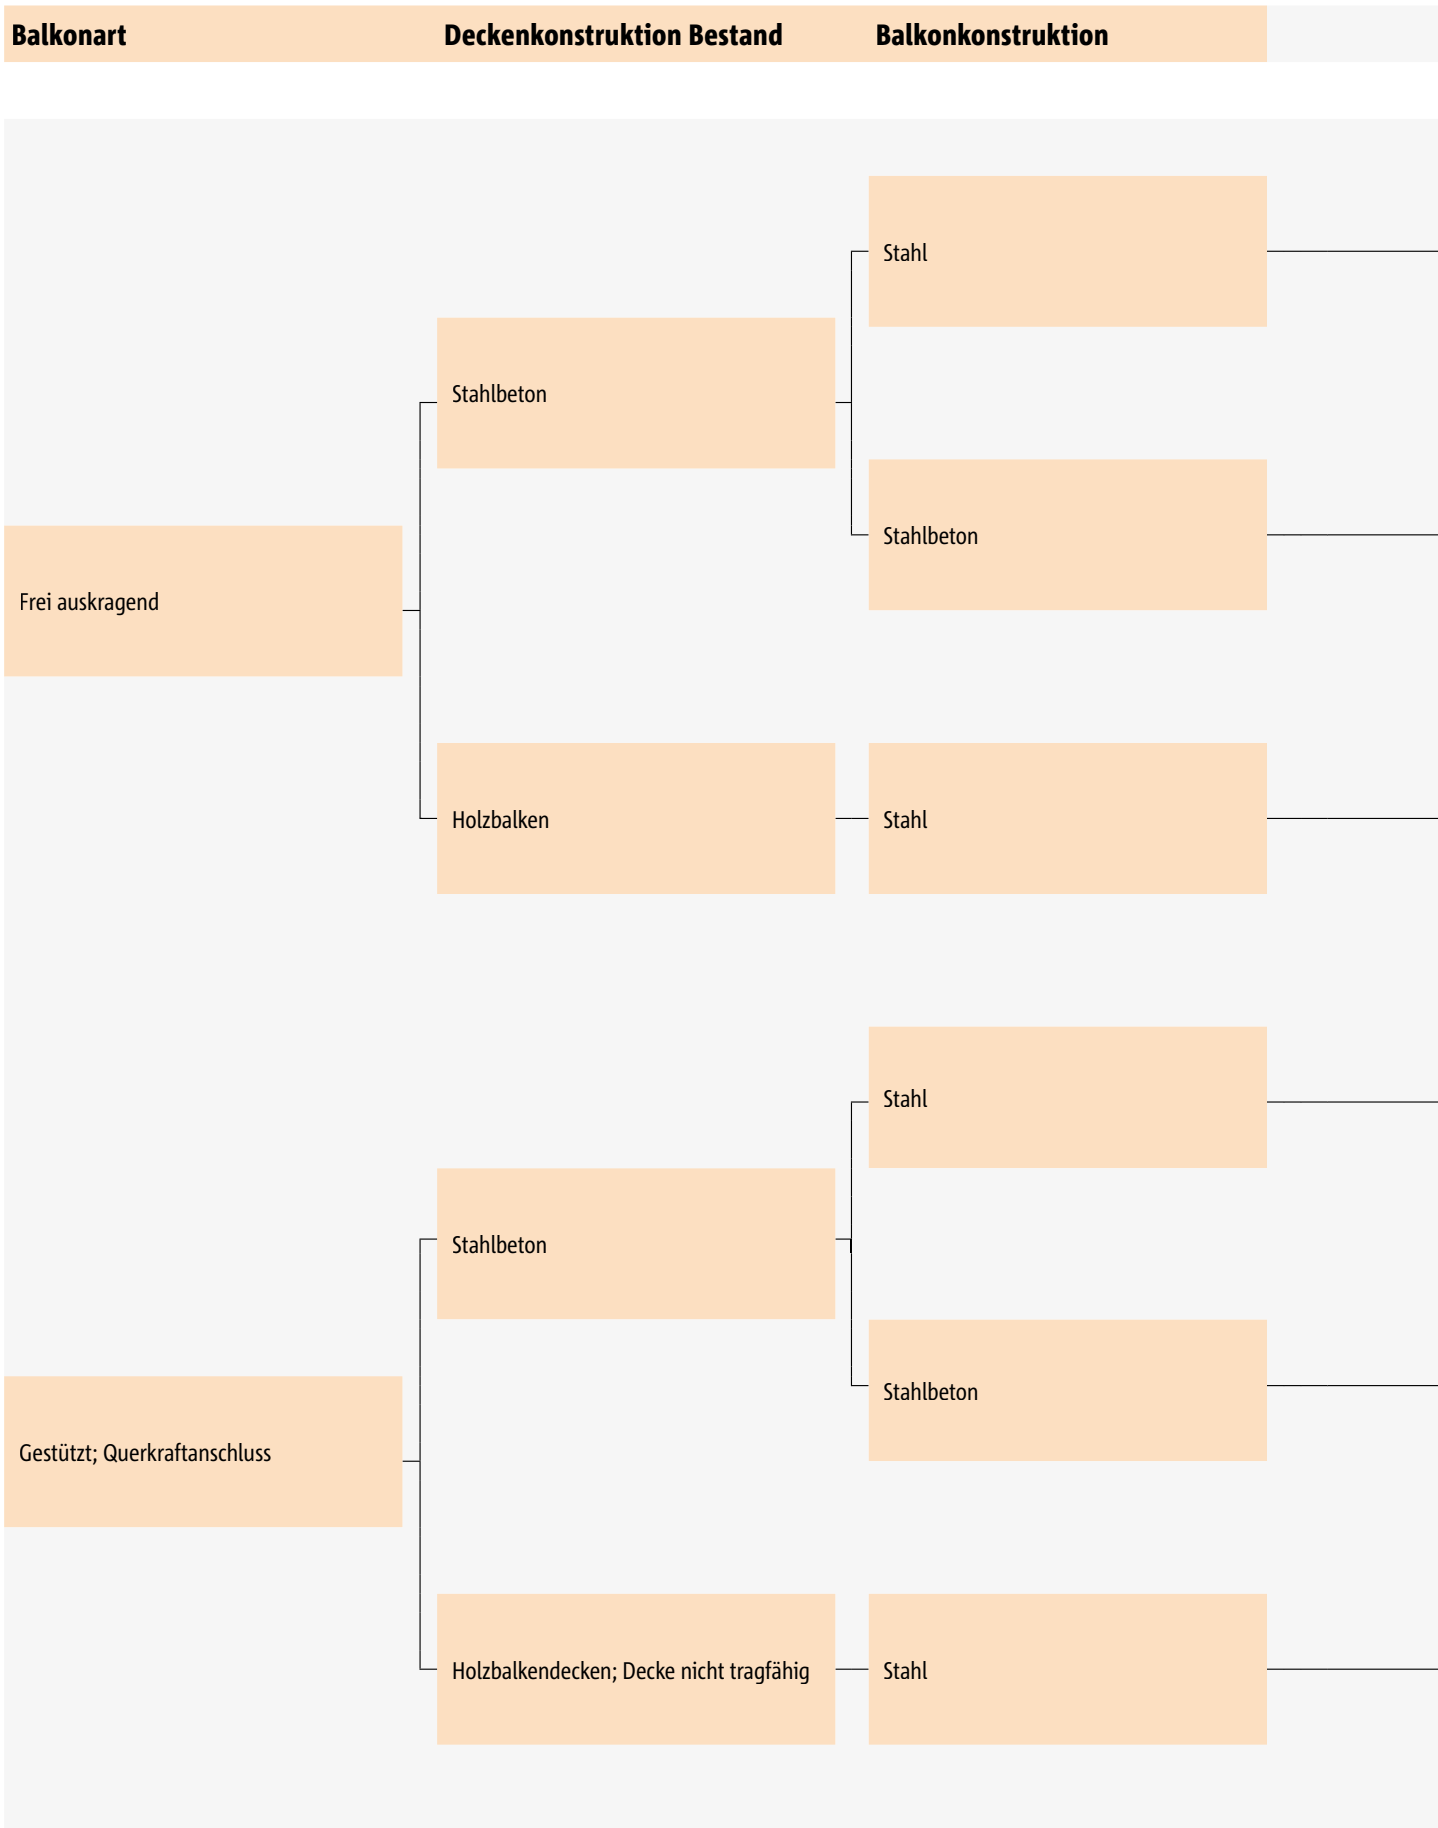 Balkonart Deckenkonstruktion Bestand Balkonkonstruktion
Stahl
Stahlbeton
Stahlbeton
Frei auskragend
Holzbalken Stahl
Stahl
Stahlbeton
Stahlbeton
Gestützt; Querkraftanschluss
Holzbalkendecken; Decke nicht tragfähig Stahl